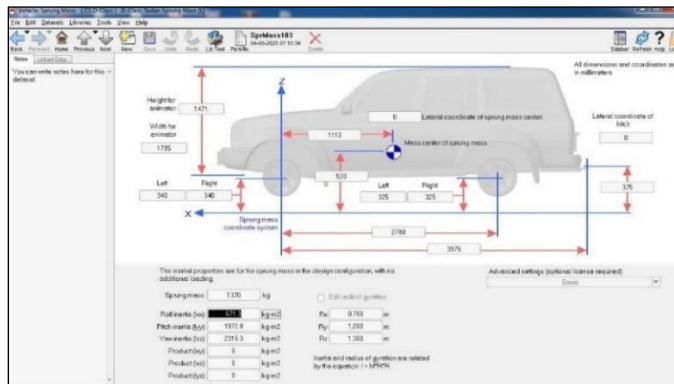 Vehicle: Sprung Mass
File Edit Datasets Libraries Tools View Help
Back Forward Home Previous Next New Save Undo Lib Tool Parsfile Delete Sidebar Refresh Help
SprMass103
Notes Linked Data
You can write notes here for this
dataset
All dimensions and coordinates are
in millimeters
Z
Height for
animator
1471
Width for
animator
1795
0
Lateral coordinate of sprung mass center
Lateral coordinate of
hitch
0
1110
Mass center of sprung mass
520
Left Right
340 340
Left Right
325 325
375
X
Sprung mass
coordinate system
2780
3975
The inertial properties are for the sprung mass in the design configuration, with no
additional loading.
Advanced settings (optional license required)
Basic
Sprung mass: 1370 kg
Edit radii of gyration
Roll inertia (Ixx): 671.3 kg-m2
Rx: 0.700 m
Pitch inertia (Iyy): 1972.8 kg-m2
Ry: 1.200 m
Yaw inertia (Izz): 2315.3 kg-m2
Rz: 1.300 m
Product (Ixy): 0 kg-m2
Product (Ixz): 0 kg-m2
Product (Iyz): 0 kg-m2
Inertia and radius of gyration are related
by the equation: I = M*R*R